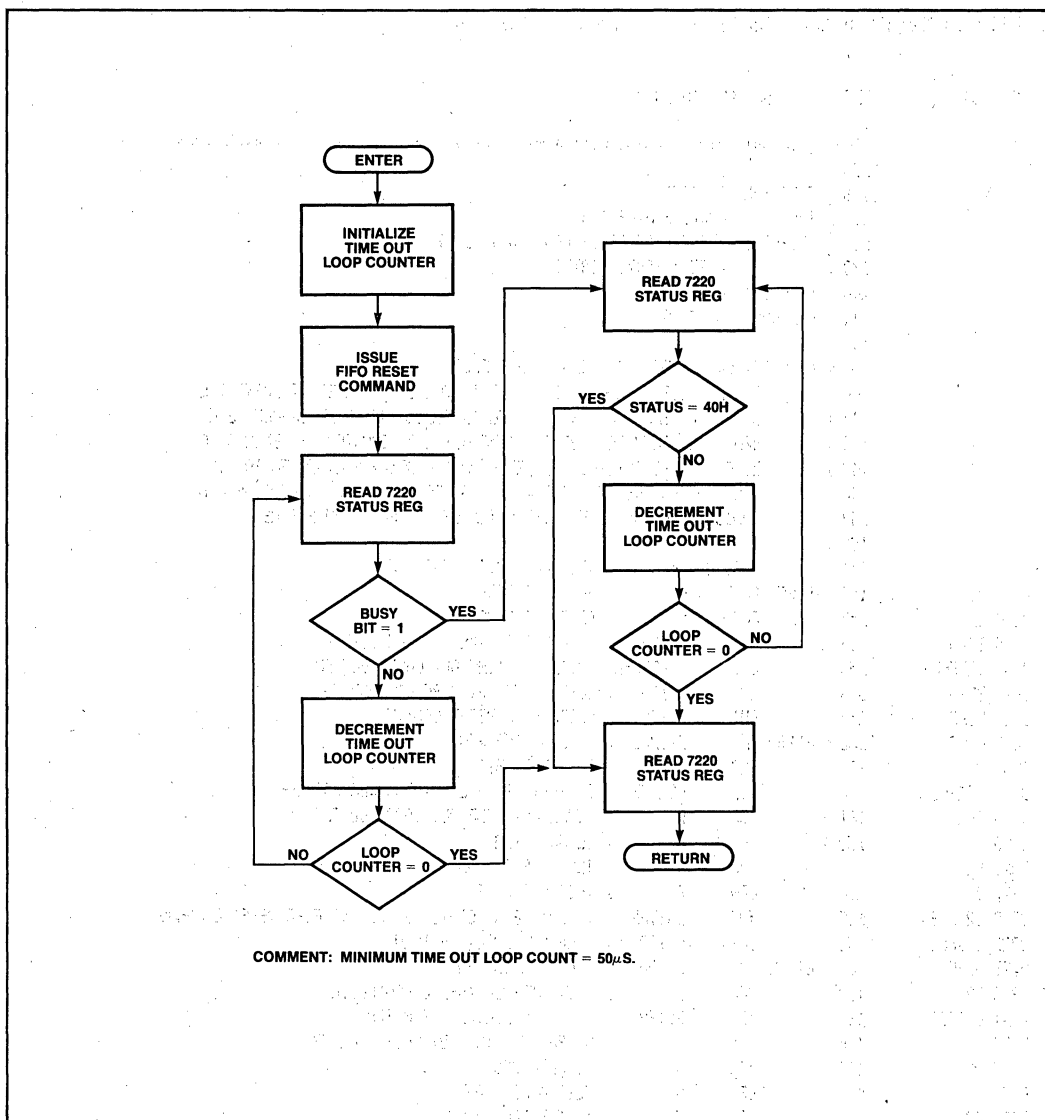 ENTER
INITIALIZE
TIME OUT
LOOP COUNTER
ISSUE
FIFO RESET
COMMAND
READ 7220
STATUS REG
BUSY
BIT = 1
YES
NO
DECREMENT
TIME OUT
LOOP COUNTER
LOOP
COUNTER = 0
NO
YES
READ 7220
STATUS REG
STATUS = 40H
YES
NO
DECREMENT
TIME OUT
LOOP COUNTER
LOOP
COUNTER = 0
NO
YES
READ 7220
STATUS REG
RETURN
COMMENT: MINIMUM TIME OUT LOOP COUNT = 50μS.